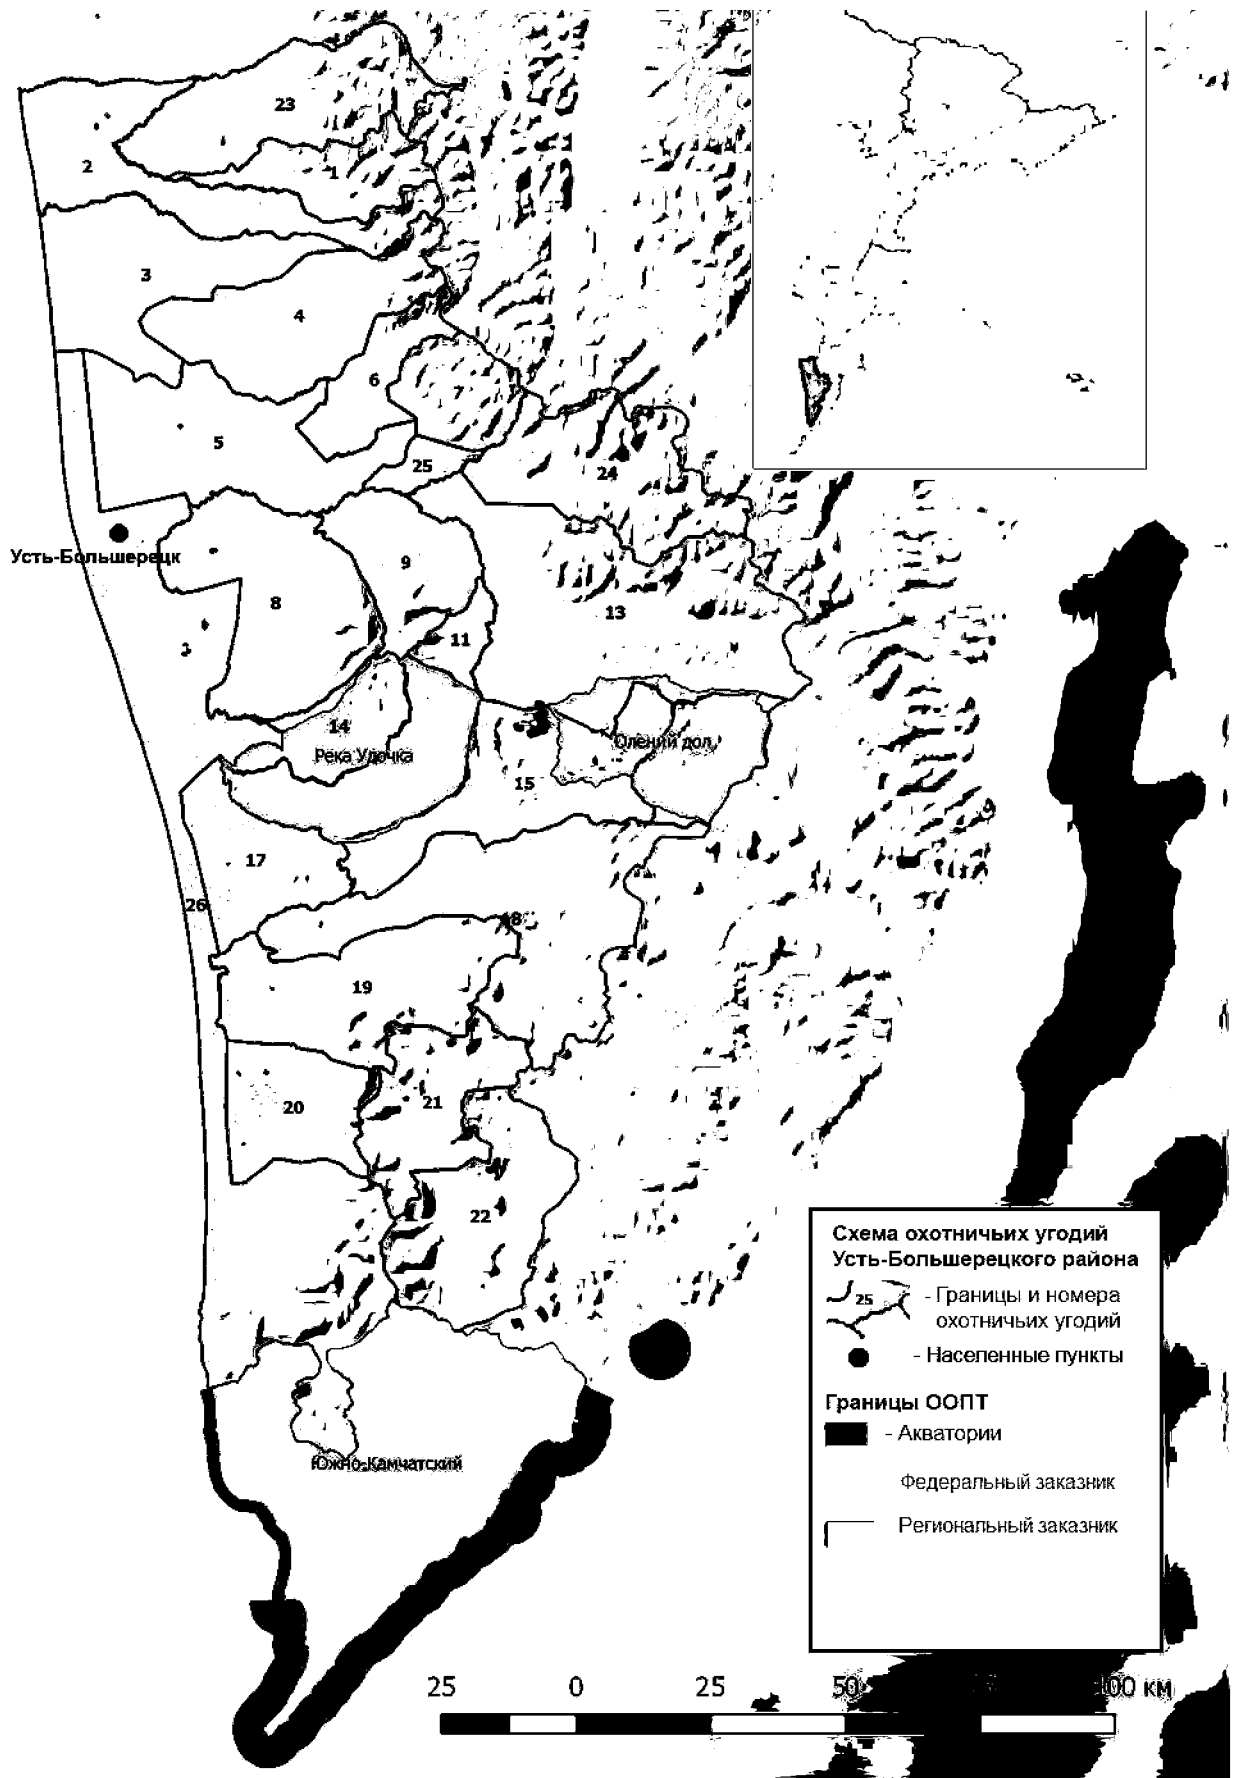 23
2
1
3
4
6
7
5
25
24
Усть-Большерецк
9
8
13
11
14
Река Удочка
Олений дол
15
17
26
18
19
20
21
22
Южно-Камчатский
Схема охотничьих угодий
Усть-Большерецкого района
25 - Границы и номера
охотничьих угодий
- Населенные пункты
Границы ООПТ
- Акватории
Федеральный заказник
Региональный заказник
25 0 25 50 км